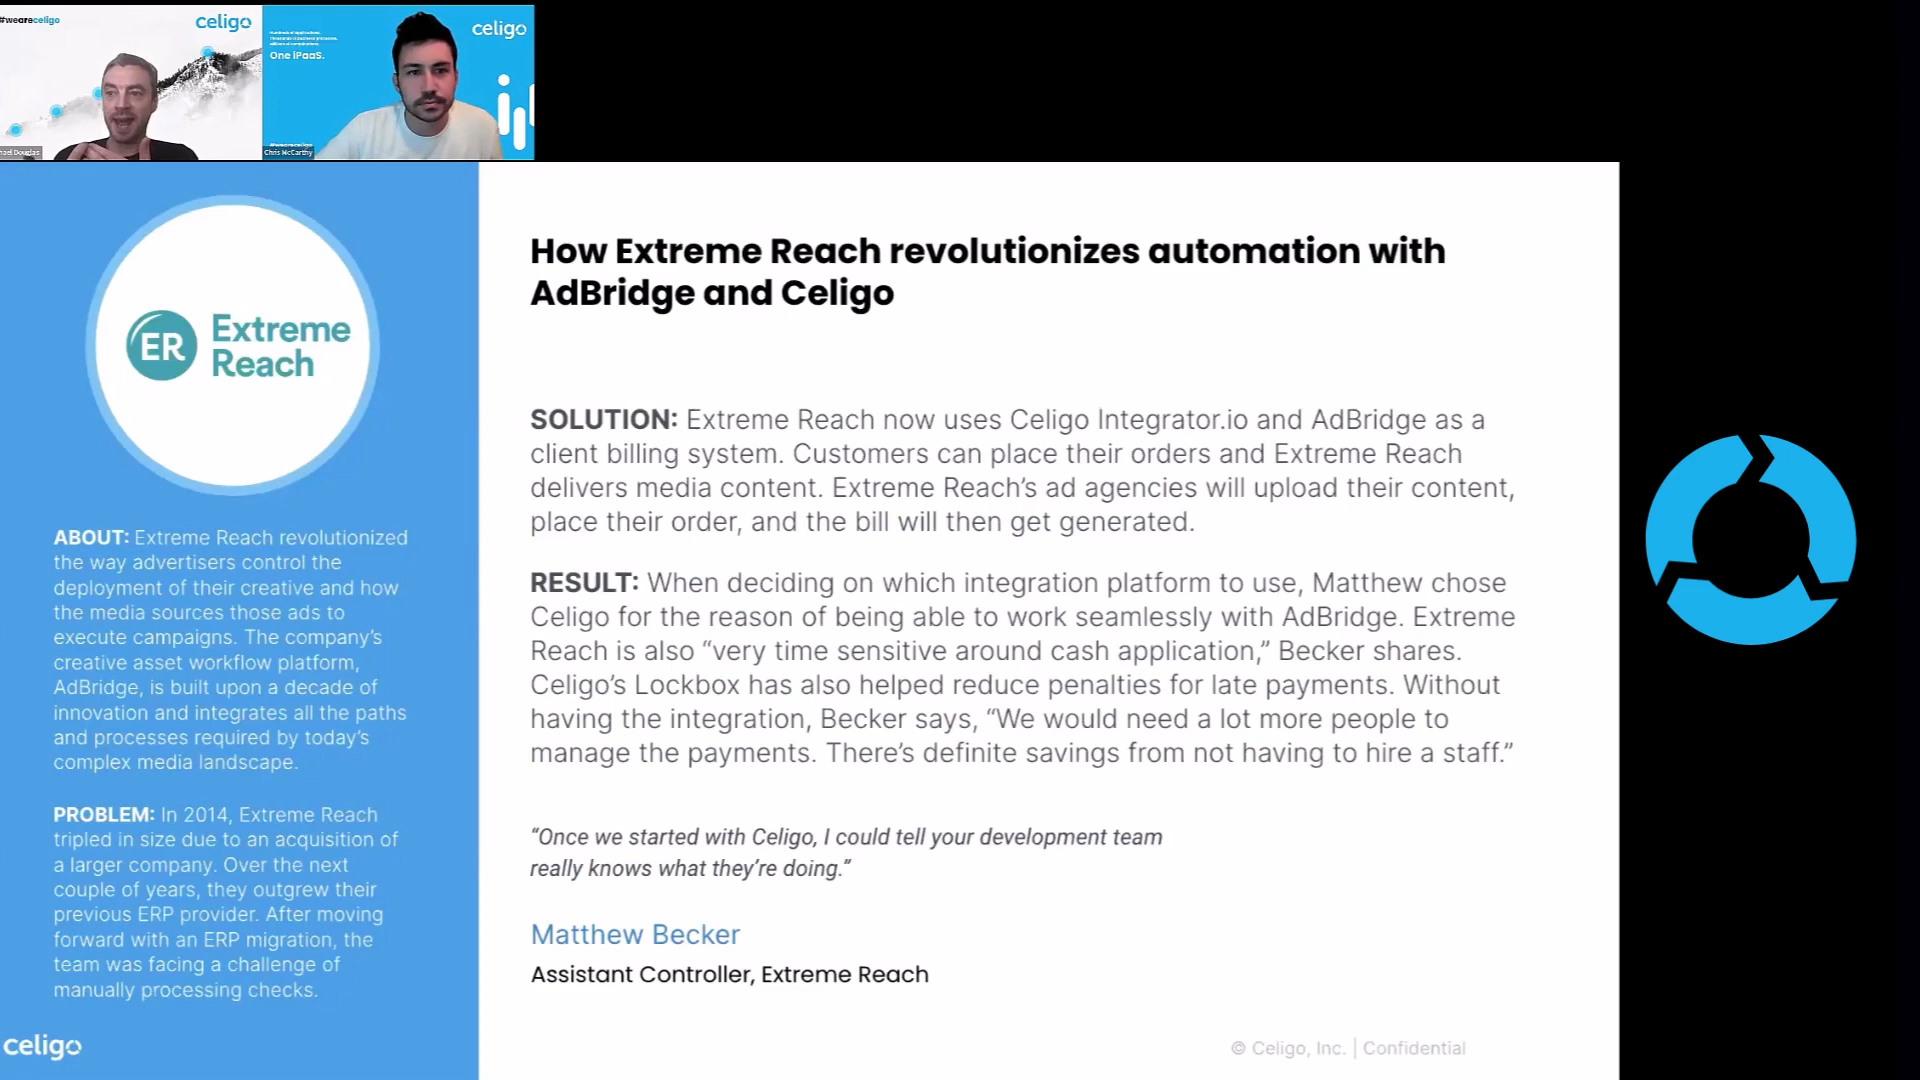 #weareceligo
celigo
hael Douglas
celigo
One iPaaS.
#weareceligo
Chris McCarthy
ER Extreme
Reach
ABOUT: Extreme Reach revolutionized
the way advertisers control the
deployment of their creative and how
the media sources those ads to
execute campaigns. The company’s
creative asset workflow platform,
AdBridge, is built upon a decade of
innovation and integrates all the paths
and processes required by today’s
complex media landscape.
PROBLEM: In 2014, Extreme Reach
tripled in size due to an acquisition of
a larger company. Over the next
couple of years, they outgrew their
previous ERP provider. After moving
forward with an ERP migration, the
team was facing a challenge of
manually processing checks.
celigo
How Extreme Reach revolutionizes automation with
AdBridge and Celigo
SOLUTION: Extreme Reach now uses Celigo Integrator.io and AdBridge as a
client billing system. Customers can place their orders and Extreme Reach
delivers media content. Extreme Reach’s ad agencies will upload their content,
place their order, and the bill will then get generated.
RESULT: When deciding on which integration platform to use, Matthew chose
Celigo for the reason of being able to work seamlessly with AdBridge. Extreme
Reach is also “very time sensitive around cash application,” Becker shares.
Celigo’s Lockbox has also helped reduce penalties for late payments. Without
having the integration, Becker says, “We would need a lot more people to
manage the payments. There’s definite savings from not having to hire a staff.”
“Once we started with Celigo, I could tell your development team
really knows what they’re doing.”
Matthew Becker
Assistant Controller, Extreme Reach
© Celigo, Inc. | Confidential